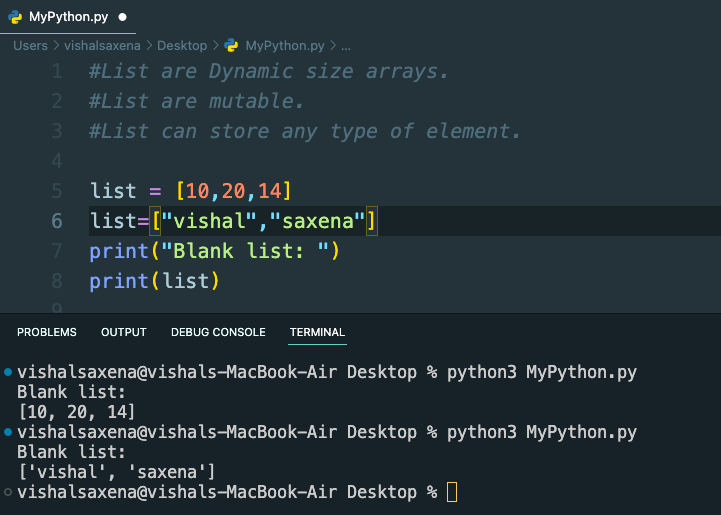 MyPython.py
Users > vishalsaxena > Desktop > MyPython.py > ...
1 #List are Dynamic size arrays.
2 #List are mutable.
3 #List can store any type of element.
4
5 list = [10,20,14]
6 list=["vishal","saxena"]
7 print("Blank list: ")
8 print(list)
9
PROBLEMS OUTPUT DEBUG CONSOLE TERMINAL
vishalsaxena@vishals-MacBook-Air Desktop % python3 MyPython.py
Blank list:
[10, 20, 14]
vishalsaxena@vishals-MacBook-Air Desktop % python3 MyPython.py
Blank list:
['vishal', 'saxena']
vishalsaxena@vishals-MacBook-Air Desktop %